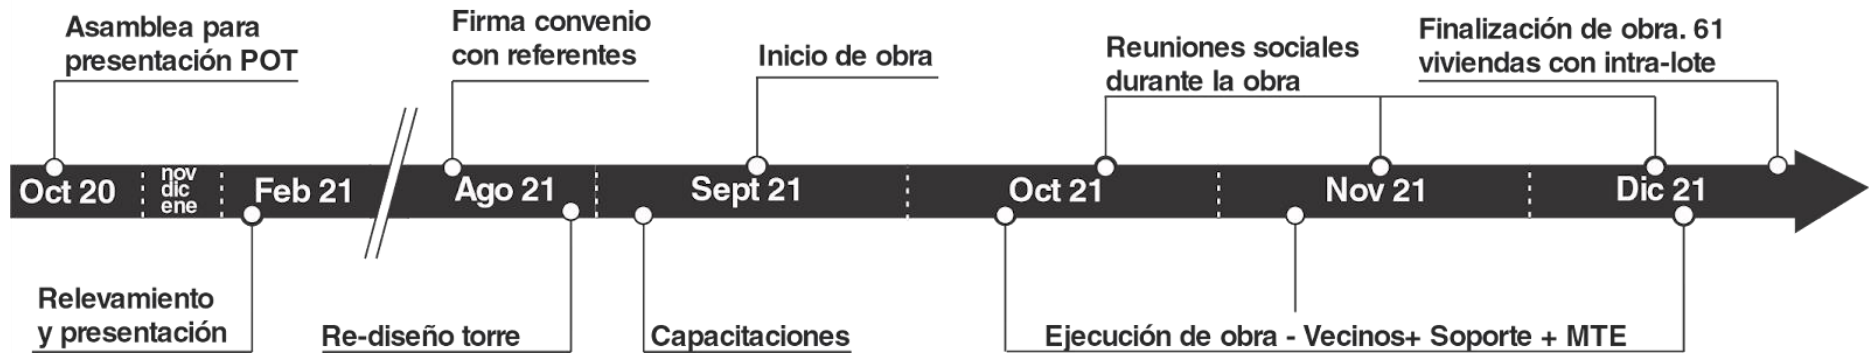 Asamblea para
presentación POT
Firma convenio
con referentes
Inicio de obra
Reuniones sociales
durante la obra
Finalización de obra. 61
viviendas con intra-lote
Oct 20
nov
dic
ene
Feb 21
Ago 21
Sept 21
Oct 21
Nov 21
Dic 21
Relevamiento
y presentación
Re-diseño torre
Capacitaciones
Ejecución de obra - Vecinos+ Soporte + MTE